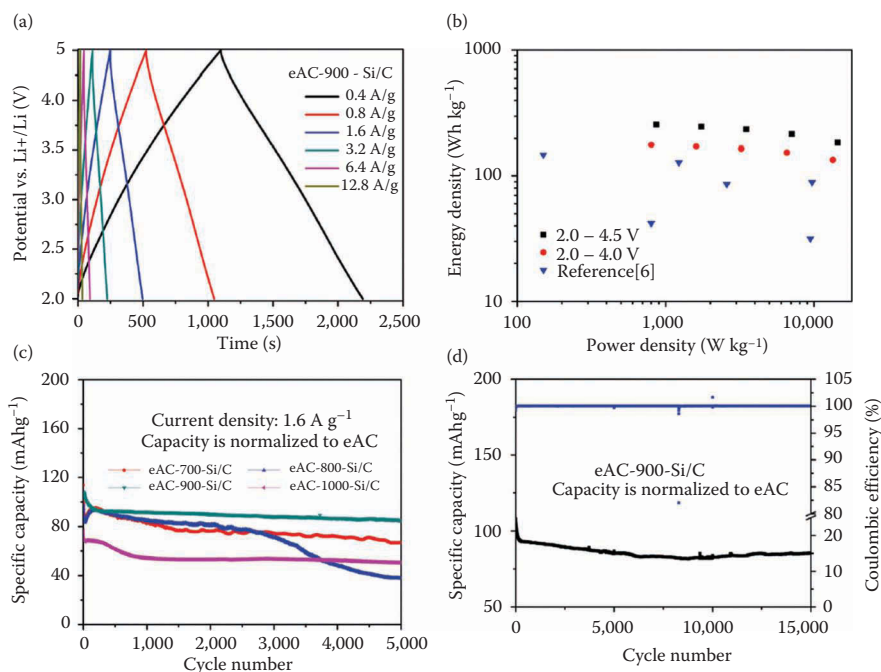 (a)
5
4.5
4.0
3.5
3.0
2.5
2.0
Potential vs. Li+/Li (V)
eAC-900 - Si/C
0.4 A/g
0.8 A/g
1.6 A/g
3.2 A/g
6.4 A/g
12.8 A/g
0
500
1,000
1,500
2,000
2,500
Time (s)
(b)
1000
100
10
Energy density (Wh kg⁻¹)
2.0 – 4.5 V
2.0 – 4.0 V
Reference[6]
100
1,000
10,000
Power density (W kg⁻¹)
(c)
200
160
120
80
40
0
Specific capacity (mAhg⁻¹)
Current density: 1.6 A g⁻¹
Capacity is normalized to eAC
eAC-700-Si/C
eAC-800-Si/C
eAC-900-Si/C
eAC-1000-Si/C
0
1,000
2,000
3,000
4,000
5,000
Cycle number
(d)
200
175
150
125
100
75
50
Specific capacity (mAhg⁻¹)
eAC-900-Si/C
Capacity is normalized to eAC
105
100
95
90
85
80
20
10
0
Coulombic efficiency (%)
0
5,000
10,000
15,000
Cycle number